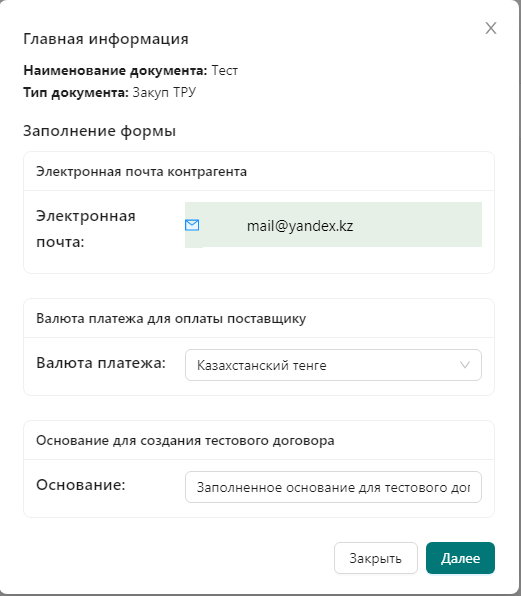 Главная информация
Наименование документа: Тест
Тип документа: Закуп ТРУ
Заполнение формы
Электронная почта контрагента
Электронная
почта:
mail@yandex.kz
Валюта платежа для оплаты поставщику
Валюта платежа:
Казахстанский тенге
Основание для создания тестового договора
Основание:
Заполненное основание для тестового дог
Закрыть
Далее